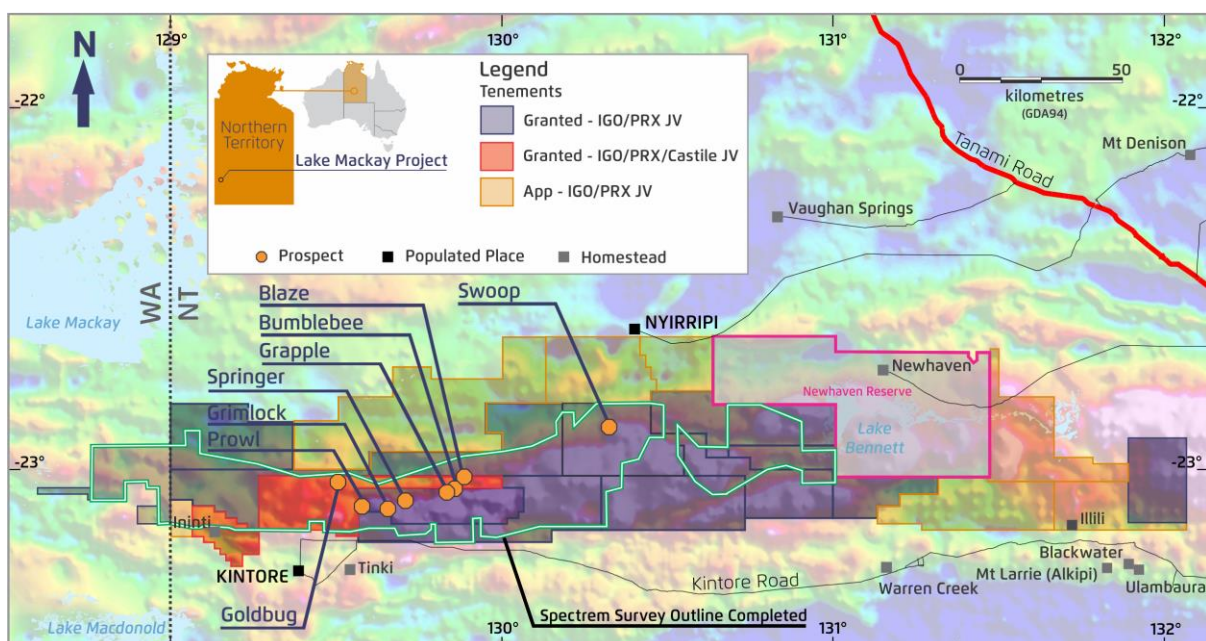 129°
130°
131°
132°
N
-22°
-22°
Legend
Tenements
Granted - IGO/PRX JV
Granted - IGO/PRX/Castile JV
App - IGO/PRX JV
Northern
Territory
Lake Mackay Project
Prospect
Populated Place
Homestead
0
50
kilometres
(GDA94)
Tanami Road
Mt Denison
Vaughan Springs
WA
NT
Lake Mackay
Blaze
Bumblebee
Grapple
Springer
Grimlock
Prowl
Swoop
NYIRRIPI
Newhaven
Newhaven Reserve
Lake
Bennett
-23°
-23°
Ininti
KINTORE
Tinki
Goldbug
Kintore Road
Spectrem Survey Outline Completed
Illili
Blackwater
Mt Larrie (Alkipi)
Ulambaura
Warren Creek
Lake Macdonold
129°
130°
131°
132°